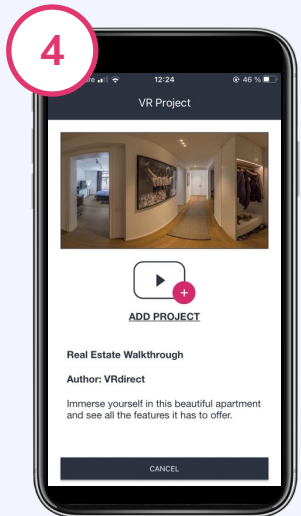 4
12:24
46 %
VR Project
+
ADD PROJECT
Real Estate Walkthrough
Author: VRdirect
Immerse yourself in this beautiful apartment
and see all the features it has to offer.
CANCEL